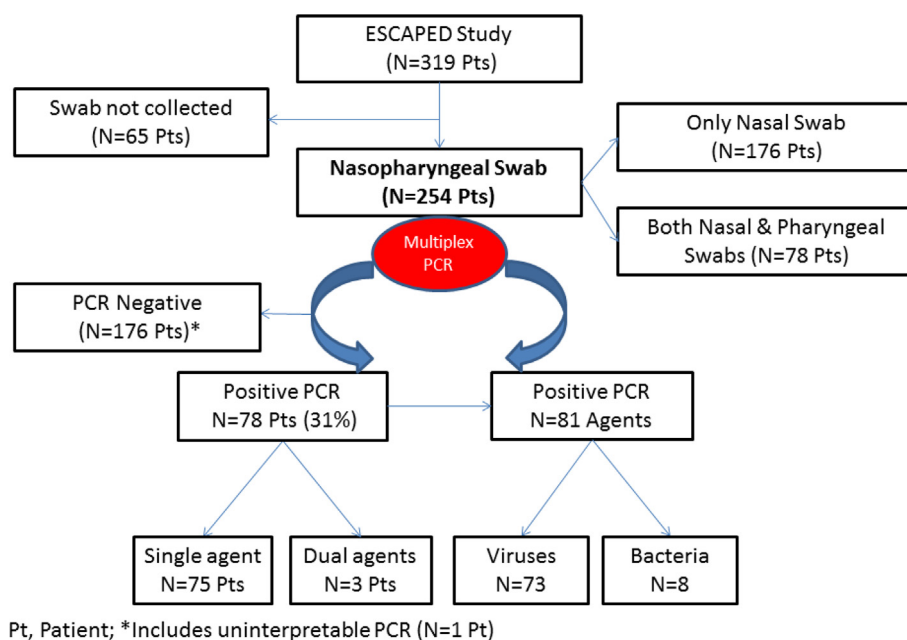 ESCAPED Study
(N=319 Pts)
Swab not collected
(N=65 Pts)
Only Nasal Swab
(N=176 Pts)
Nasopharyngeal Swab
(N=254 Pts)
Both Nasal & Pharyngeal
Swabs (N=78 Pts)
Multiplex
PCR
PCR Negative
(N=176 Pts)*
Positive PCR
N=78 Pts (31%)
Positive PCR
N=81 Agents
Single agent
N=75 Pts
Dual agents
N=3 Pts
Viruses
N=73
Bacteria
N=8
Pt, Patient; *Includes uninterpretable PCR (N=1 Pt)